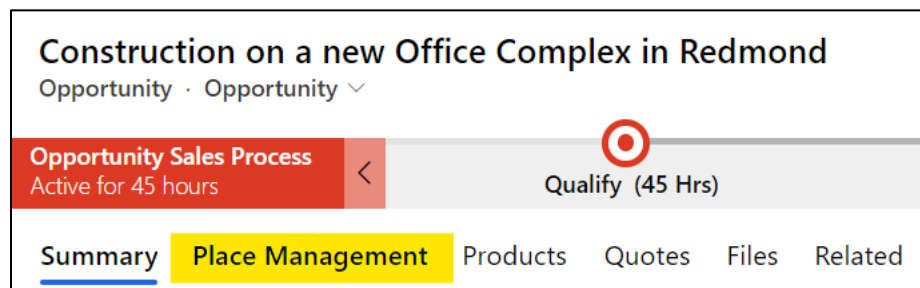 Construction on a new Office Complex in Redmond
Opportunity · Opportunity
Opportunity Sales Process
Active for 45 hours
Qualify (45 Hrs)
Summary Place Management Products Quotes Files Related